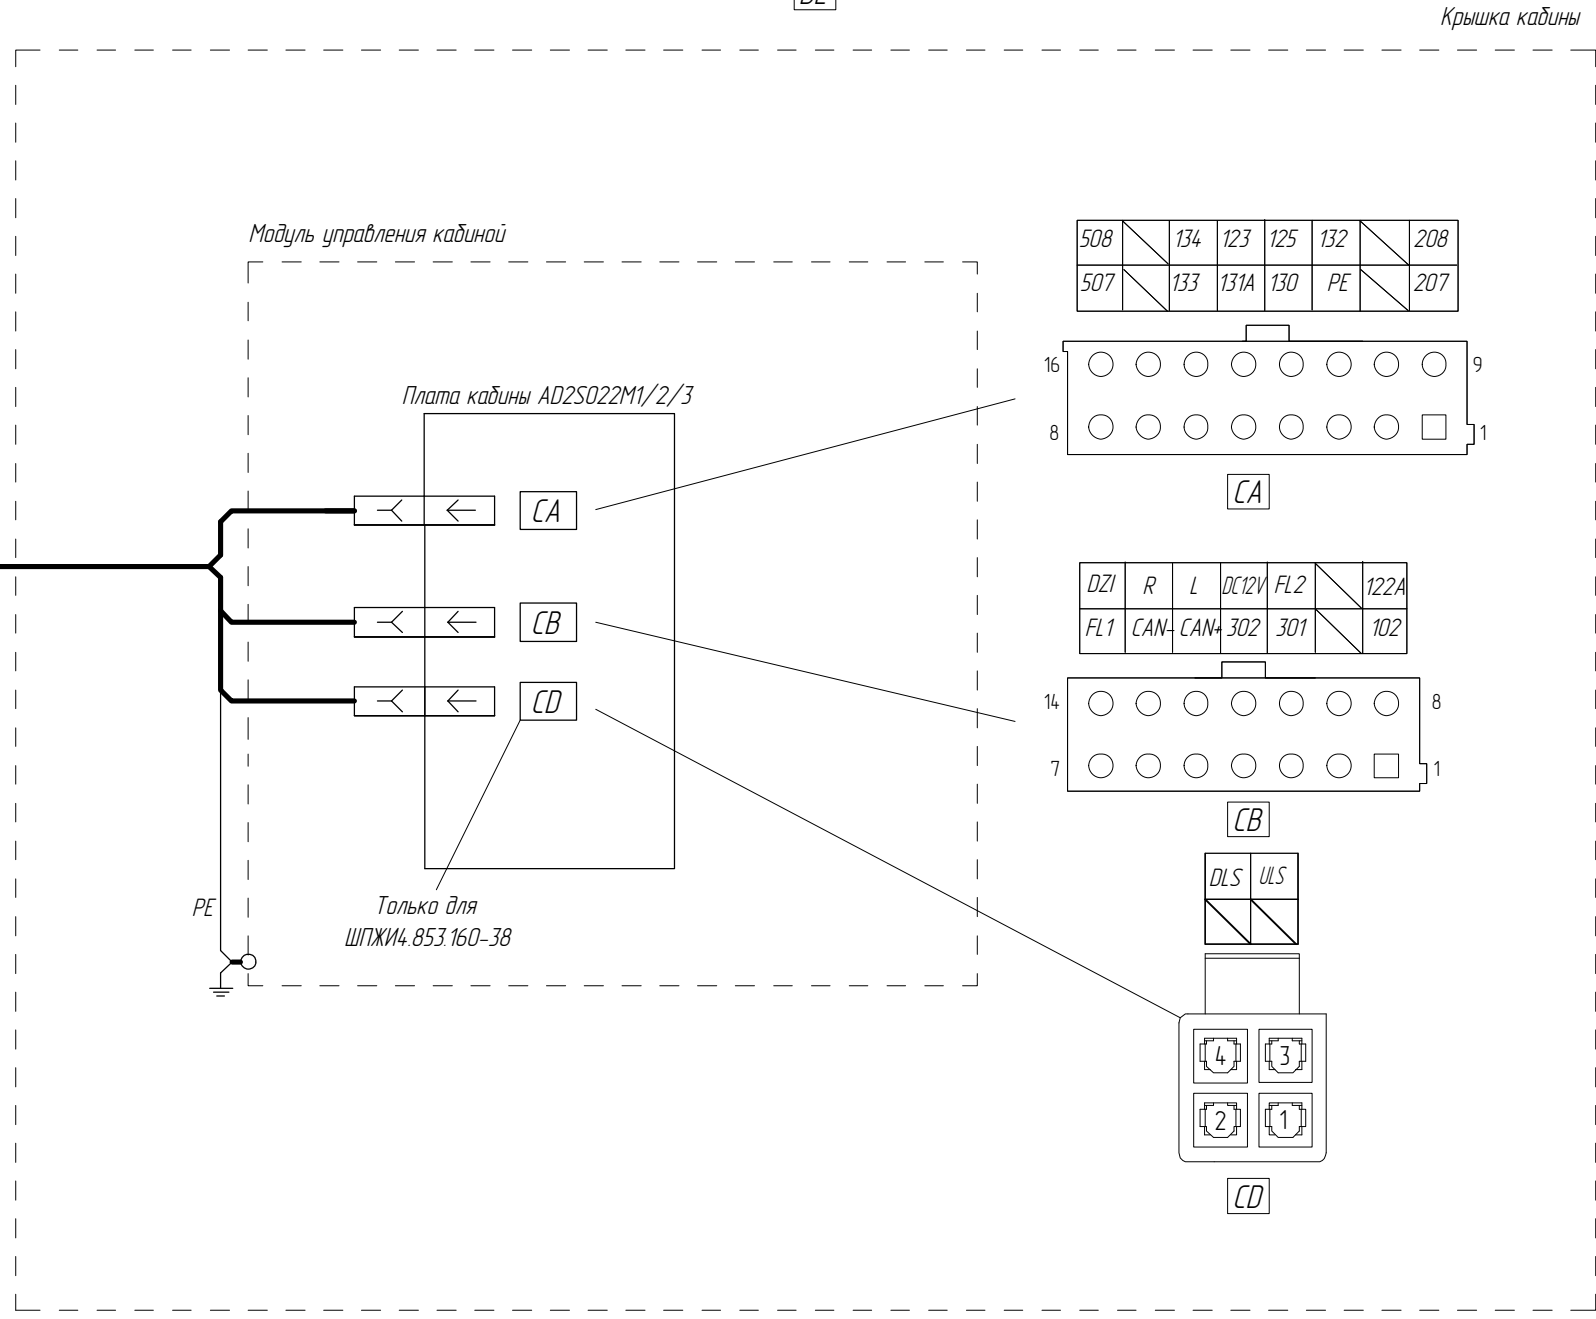 Крышка кабины
Модуль управления кабиной
508 134 123 125 132 208
507 133 131A 130 PE 207
16 9
8 1
CA
Плата кабины AD2S022M1/2/3
CA
CB
CD
DZ1 R L DC12V FL2 122A
FL1 CAN- CAN+ 302 301 102
14 8
7 1
CB
DLS ULS
PE
Только для
ШПЖИ4.853.160-38
4 3
2 1
CD